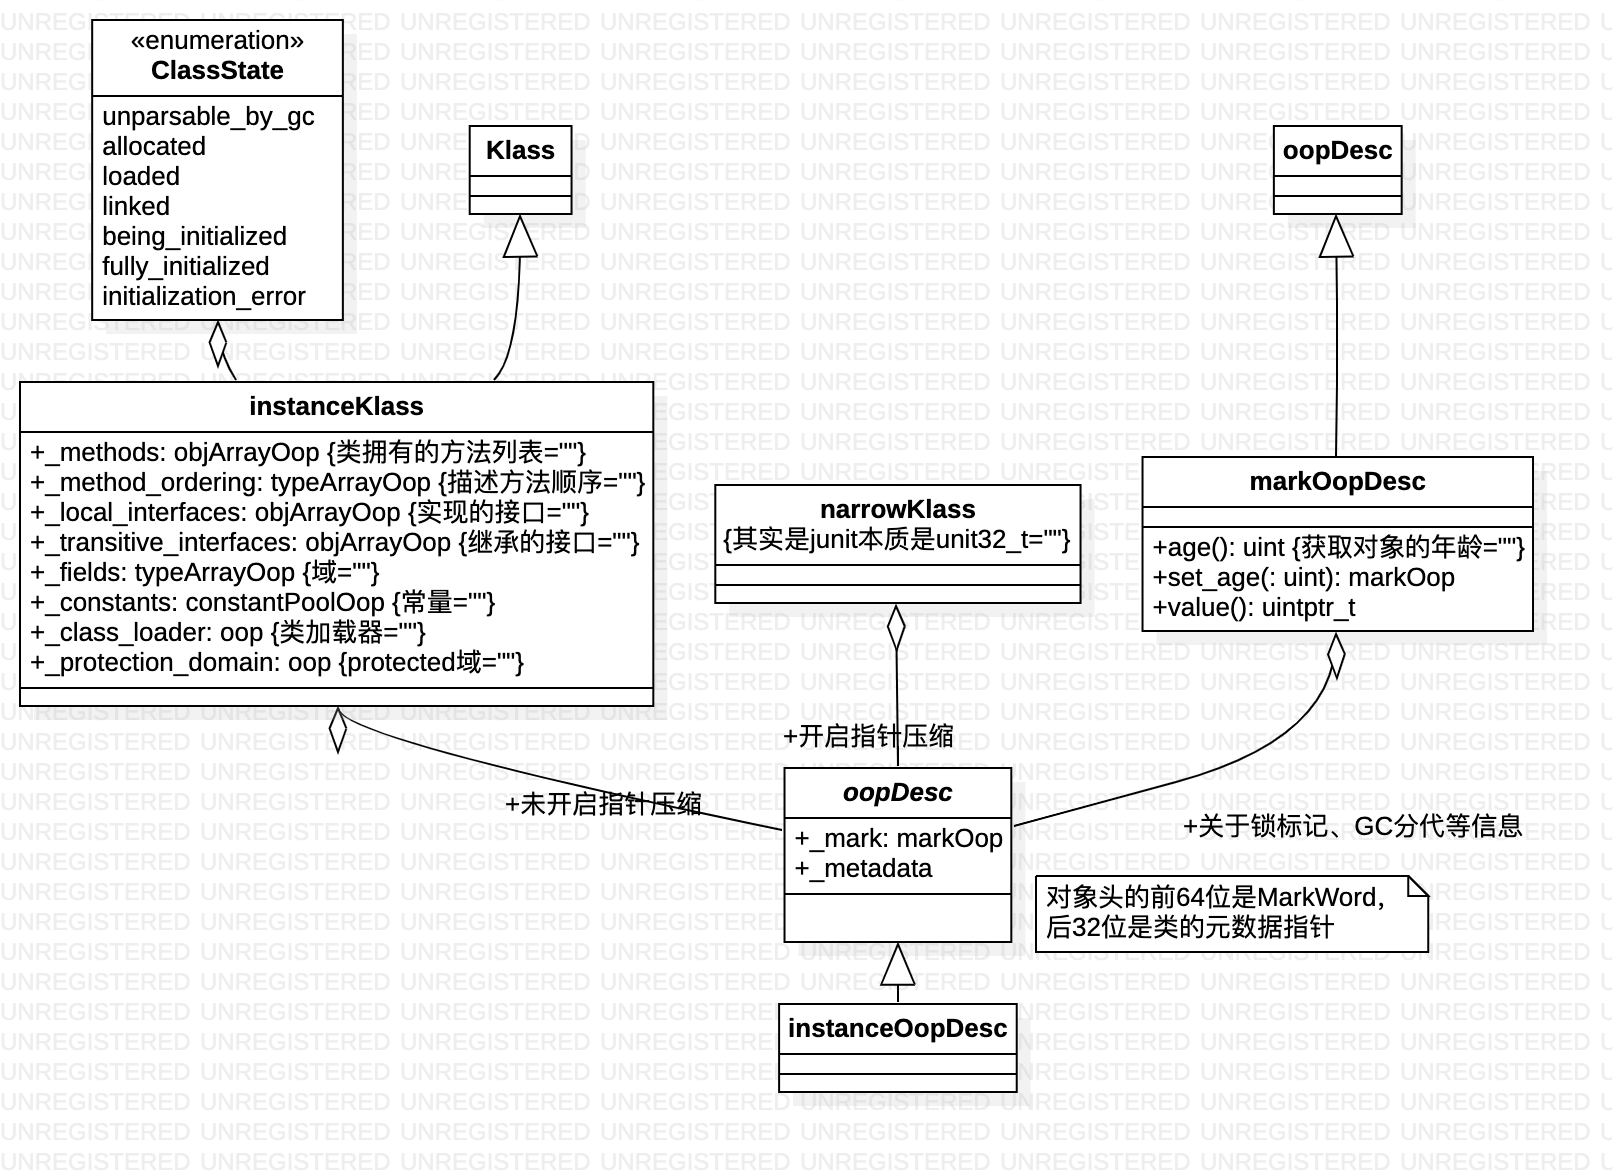 «enumeration»
ClassState
unparsable_by_gc
allocated
loaded
linked
being_initialized
fully_initialized
initialization_error
Klass
oopDesc
instanceKlass
+_methods: objArrayOop {类拥有的方法列表=""}
+_method_ordering: typeArrayOop {描述方法顺序=""}
+_local_interfaces: objArrayOop {实现的接口=""}
+_transitive_interfaces: objArrayOop {继承的接口=""}
+_fields: typeArrayOop {域=""}
+_constants: constantPoolOop {常量=""}
+_class_loader: oop {类加载器=""}
+_protection_domain: oop {protected域=""}
narrowKlass
{其实是junit本质是unit32_t=""}
markOopDesc
+age(): uint {获取对象的年龄=""}
+set_age(: uint): markOop
+value(): uintptr_t
+开启指针压缩
+未开启指针压缩
oopDesc
+_mark: markOop
+_metadata
+关于锁标记、GC分代等信息
对象头的前64位是MarkWord，
后32位是类的元数据指针
instanceOopDesc
UNREGISTERED